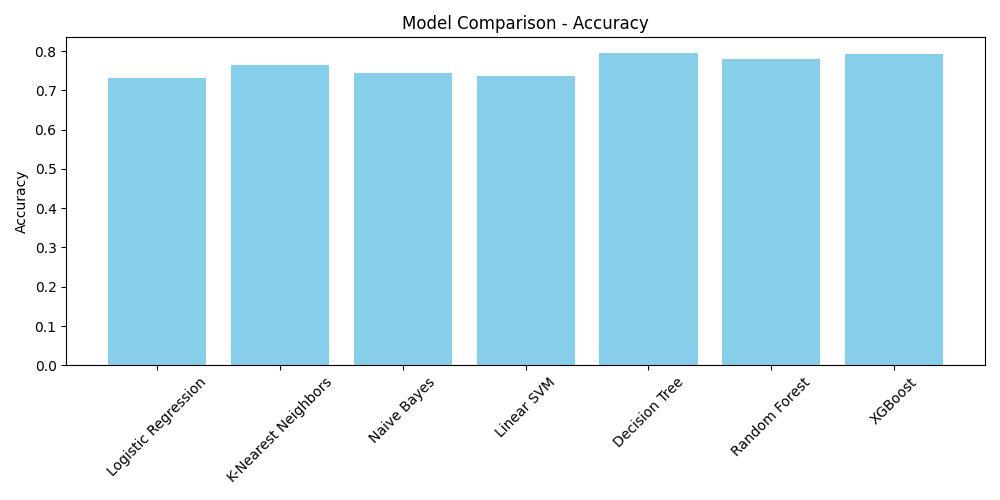 Model Comparison - Accuracy
Accuracy
0.8
0.7
0.6
0.5
0.4
0.3
0.2
0.1
0.0
Logistic Regression
K-Nearest Neighbors
Naive Bayes
Linear SVM
Decision Tree
Random Forest
XGBoost